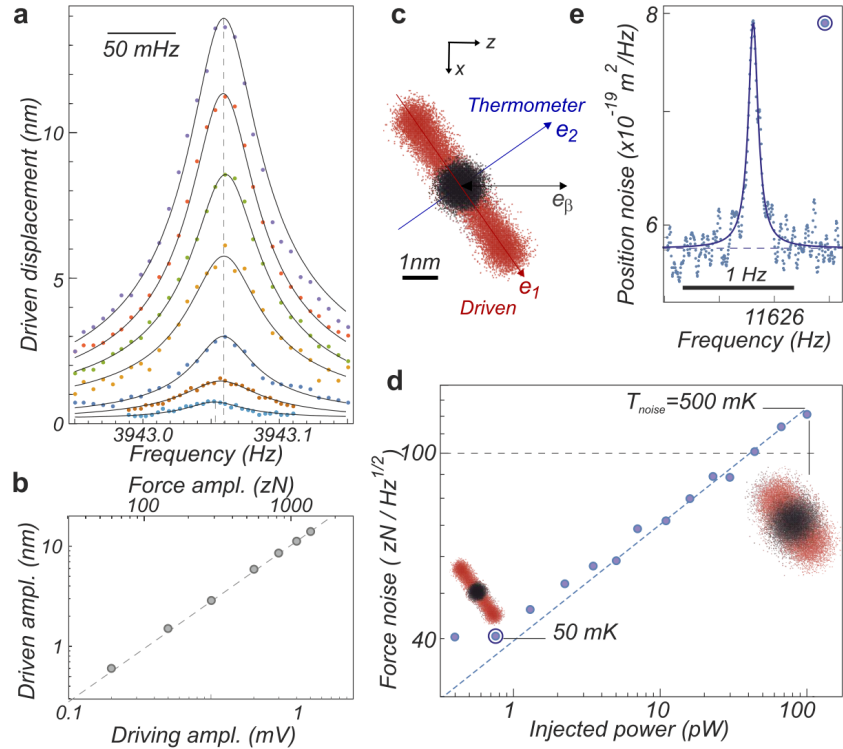 a
50 mHz
Driven displacement (nm)
10
5
0
3943.0
3943.1
Frequency (Hz)
b
Force ampl. (zN)
100
1000
Driven ampl. (nm)
10
1
0.1
1
Driving ampl. (mV)
c
z
x
Thermometer
e2
eβ
1nm
e1
Driven
e
Position noise (x10-19 m2/Hz)
8
6
1 Hz
11626
Frequency (Hz)
d
Force noise ( zN / Hz1/2)
Tnoise=500 mK
100
50 mK
40
1
10
100
Injected power (pW)